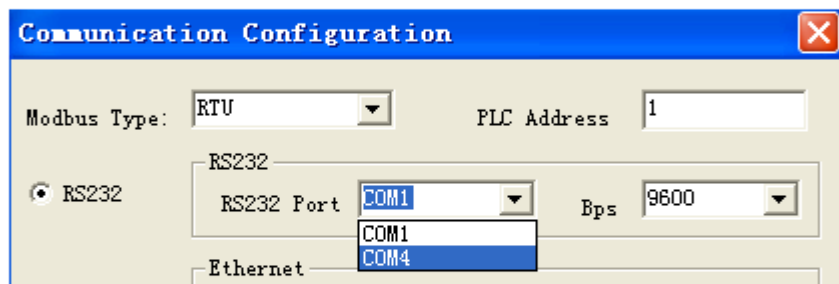 Communication Configuration
Modbus Type: RTU PLC Address 1
RS232
RS232 RS232 Port COM1 Bps 9600
COM1
COM4
Ethernet